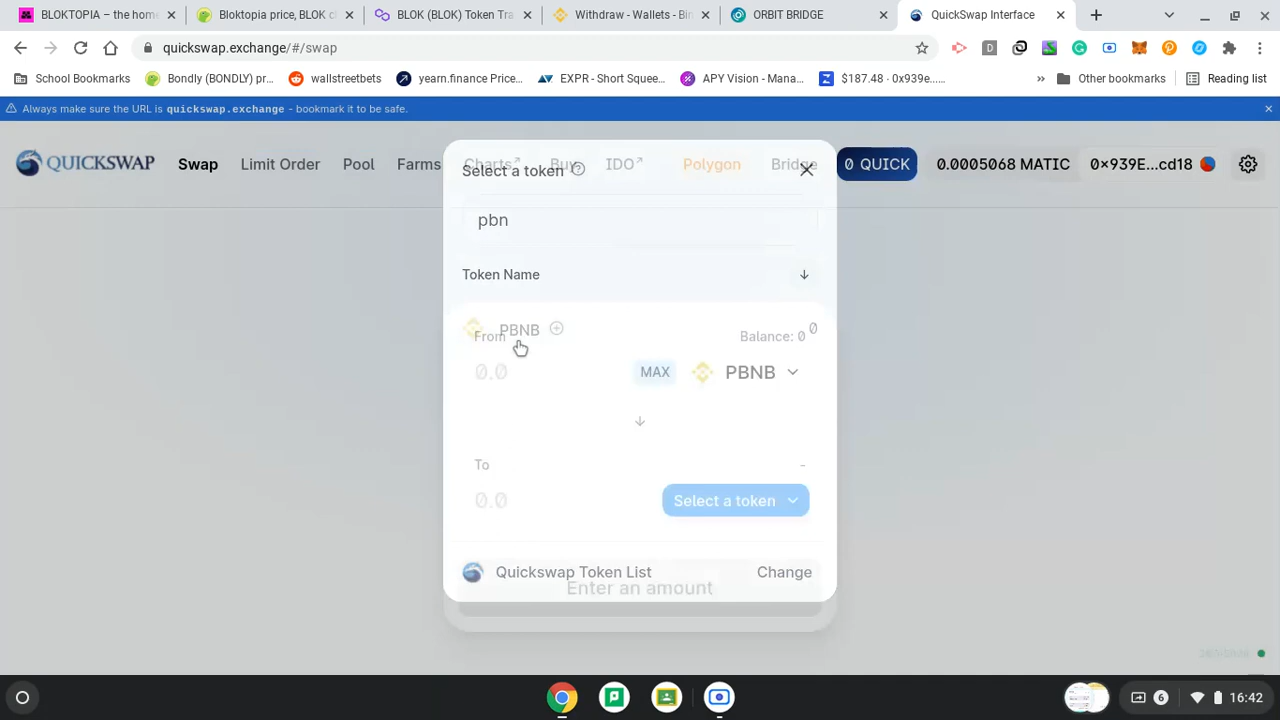 BLOKTOPIA – the home
Bloktopia price, BLOK c
BLOK (BLOK) Token Tra
Withdraw - Wallets - Bin
ORBIT BRIDGE
QuickSwap Interface
quickswap.exchange/#/swap
School Bookmarks
Bondly (BONDLY) pr...
wallstreetbets
yearn.finance Price...
EXPR - Short Squee...
APY Vision - Mana...
$187.48 · 0x939e...
Other bookmarks
Reading list
Always make sure the URL is quickswap.exchange - bookmark it to be safe.
QUICKSWAP
Swap
Limit Order
Pool
Farms
Charts↗
Buy
IDO↗
Polygon
Bridge
0 QUICK
0.0005068 MATIC
0×939E...cd18
Select a token
pbn
Token Name
PBNB
0
From
Balance: 0
0.0
MAX
PBNB
To
-
0.0
Select a token
Quickswap Token List
Change
Enter an amount
6
16:42